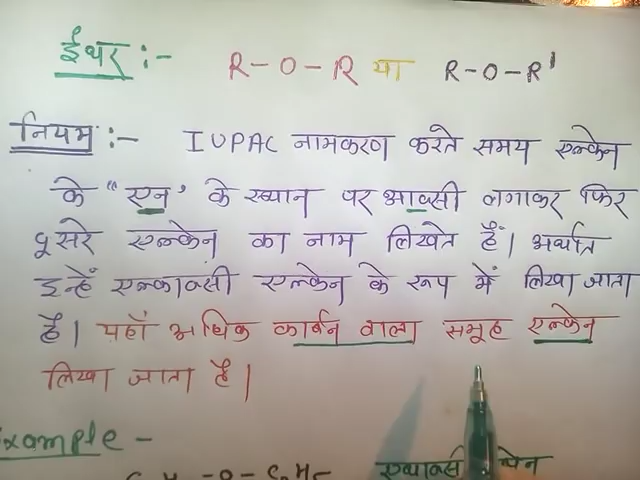 ईथर :- R-O-R या R-O-R'
नियम :- IUPAC नामकरण करते समय एल्केन
के "एन' के स्थान पर आक्सी लगाकर फिर
दूसरे एल्केन का नाम लिखते हैं। अर्थात
इन्हें एल्काक्सी एल्केन के रूप में लिखा जाता
है। यहाँ अधिक कार्बन वाला समूह एल्केन
लिखा जाता है।
Example -